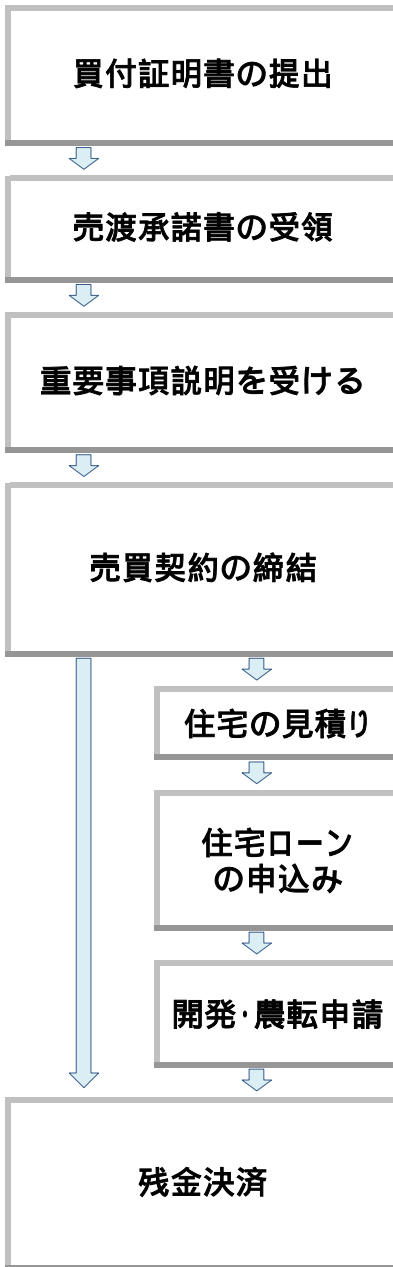 買付証明書の提出
売渡承諾書の受領
重要事項説明を受ける
売買契約の締結
住宅の見積り
住宅ローン
の申込み
開発・農転申請
残金決済